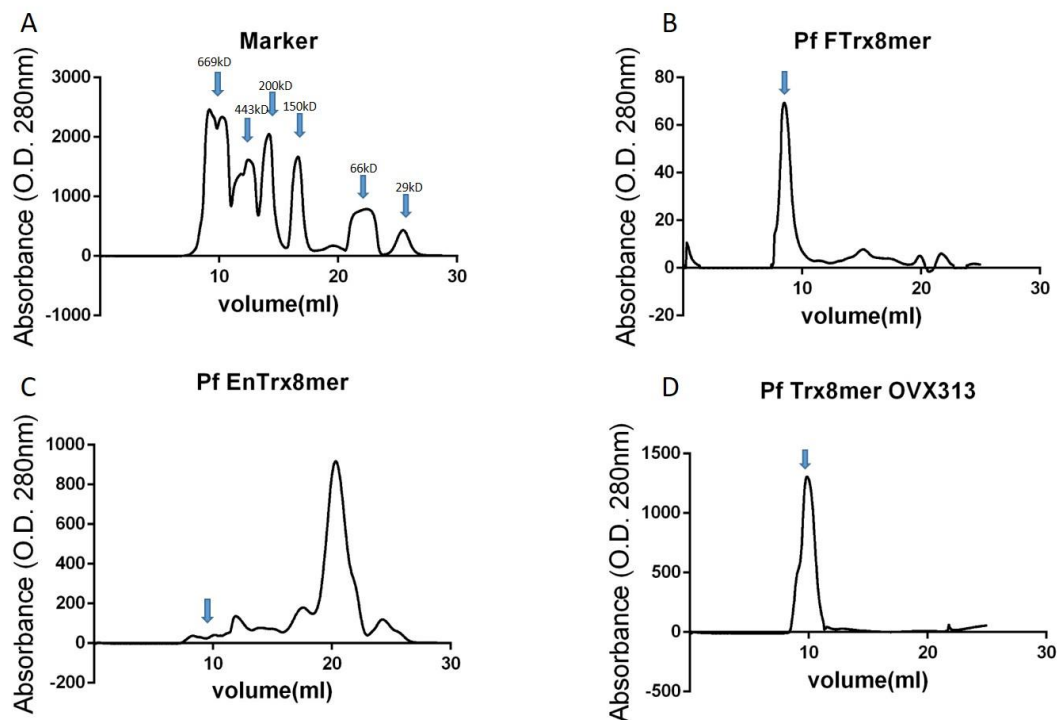 A
Marker
Absorbance (O.D. 280nm)
3000
2000
1000
0
-1000
669kD
443kD
200kD
150kD
66kD
29kD
10
20
30
volume(ml)
B
Pf FTrx8mer
Absorbance (O.D. 280nm)
80
60
40
20
0
-20
10
20
30
volume(ml)
C
Pf EnTrx8mer
Absorbance (O.D. 280nm)
1000
800
600
400
200
0
-200
10
20
30
volume(ml)
D
Pf Trx8mer OVX313
Absorbance (O.D. 280nm)
1500
1000
500
0
-500
10
20
30
volume(ml)